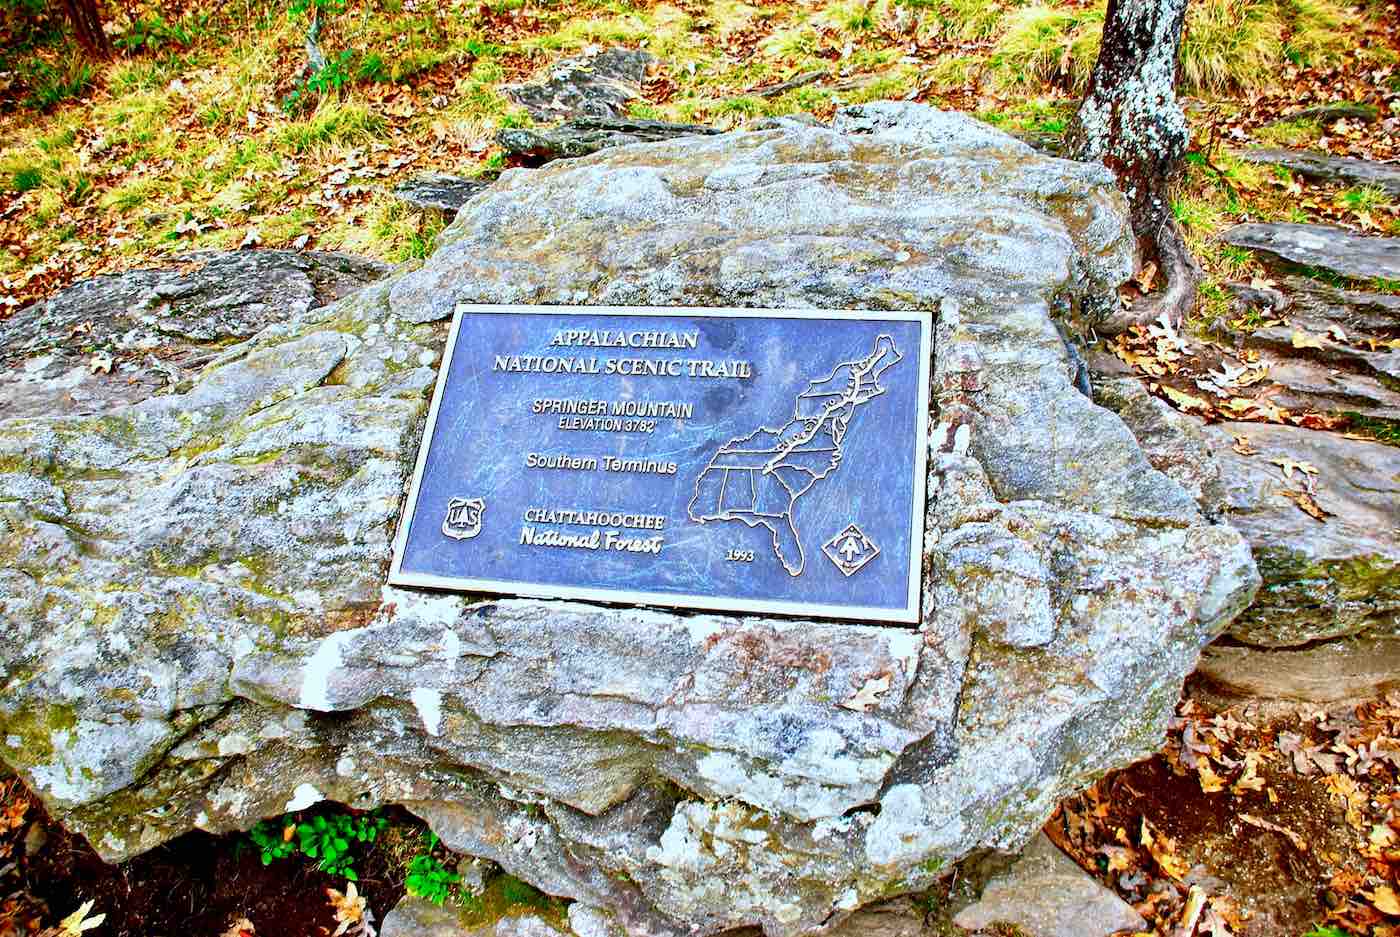 APPALACHIAN
NATIONAL SCENIC TRAIL
SPRINGER MOUNTAIN
ELEVATION 3782'
Southern Terminus
CHATTAHOOCHEE
National Forest
1993
U S